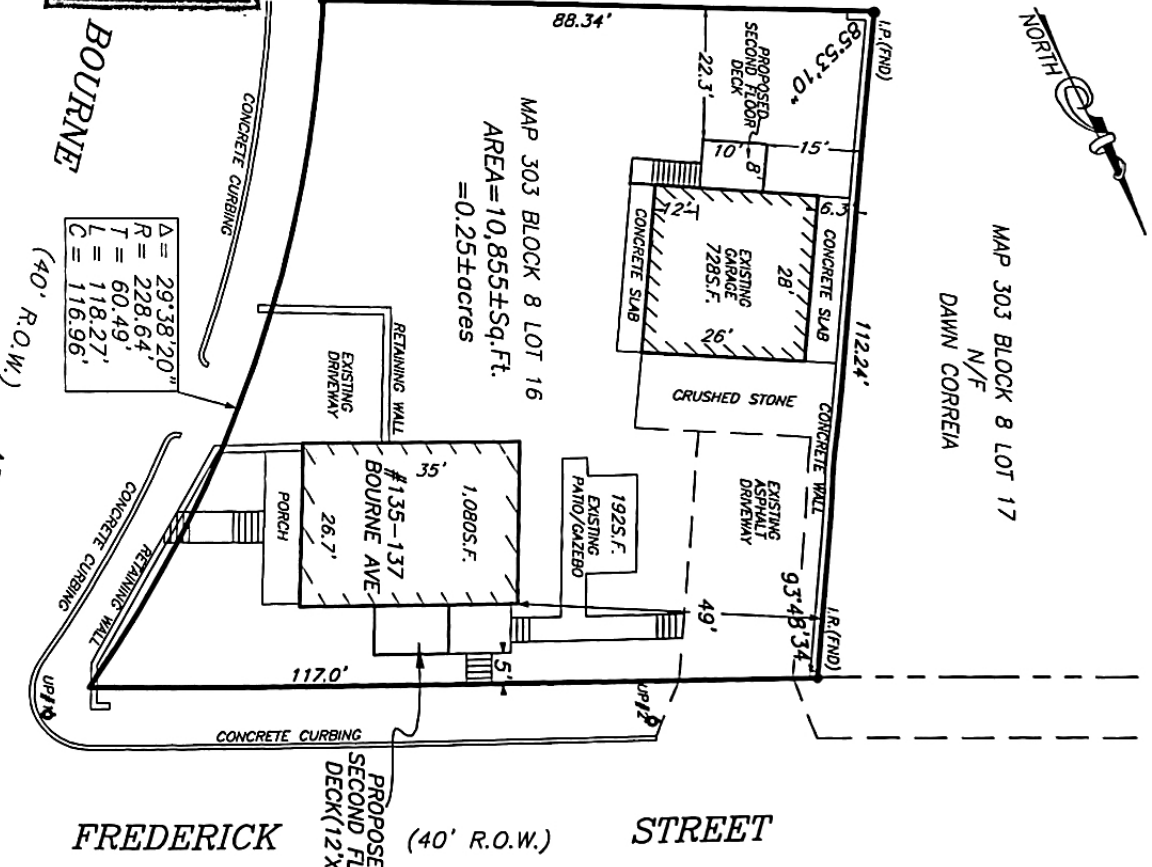 BOURNE
(40' R.O.W.)
Δ= 29°38'20"
R= 228.64'
T = 60.49'
L = 118.27'
C = 116.96'
CONCRETE CURBING
88.34'
I.P.(FND)
85°53'10"
PROPOSED
SECOND FLOOR
DECK
22.3'
10'
8'
15'
NORTH
MAP 303 BLOCK 8 LOT 16
AREA=10,855±Sq.Ft.
=0.25±acres
12'
6.3'
CONCRETE SLAB
EXISTING
GARAGE
728S.F.
28'
26'
CONCRETE SLAB
112.24'
MAP 303 BLOCK 8 LOT 17
N/F
DAWN CORREIA
CRUSHED STONE
CONCRETE WALL
RETAINING WALL
EXISTING
DRIVEWAY
EXISTING
ASPHALT
DRIVEWAY
35'
1,080S.F.
#135-137
BOURNE AVE
26.7'
PORCH
192S.F.
EXISTING
PATIO/GAZEBO
49'
93°48'34"
I.R.(FND)
CONCRETE CURBING
RETAINING WALL
5'
117.0'
UP#
UP#2
CONCRETE CURBING
PROPOSE
SECOND FL
DECK(12'X
FREDERICK (40' R.O.W.) STREET